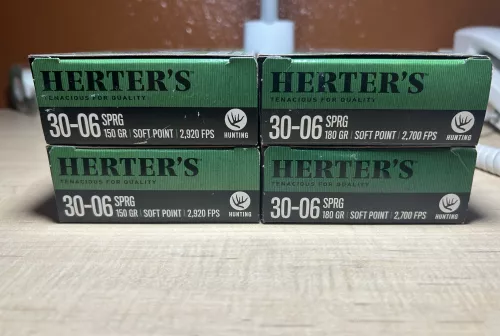 HERTER'S
TENACIOUS FOR QUALITY
30-06 SPRG
150 GR | SOFT POINT | 2,920 FPS
HUNTING
HERTER'S
TENACIOUS FOR QUALITY
30-06 SPRG
180 GR | SOFT POINT | 2,700 FPS
HUNTING
HERTER'S
TENACIOUS FOR QUALITY
30-06 SPRG
150 GR | SOFT POINT | 2,920 FPS
HUNTING
HERTER'S
TENACIOUS FOR QUALITY
30-06 SPRG
180 GR | SOFT POINT | 2,700 FPS
HUNTING